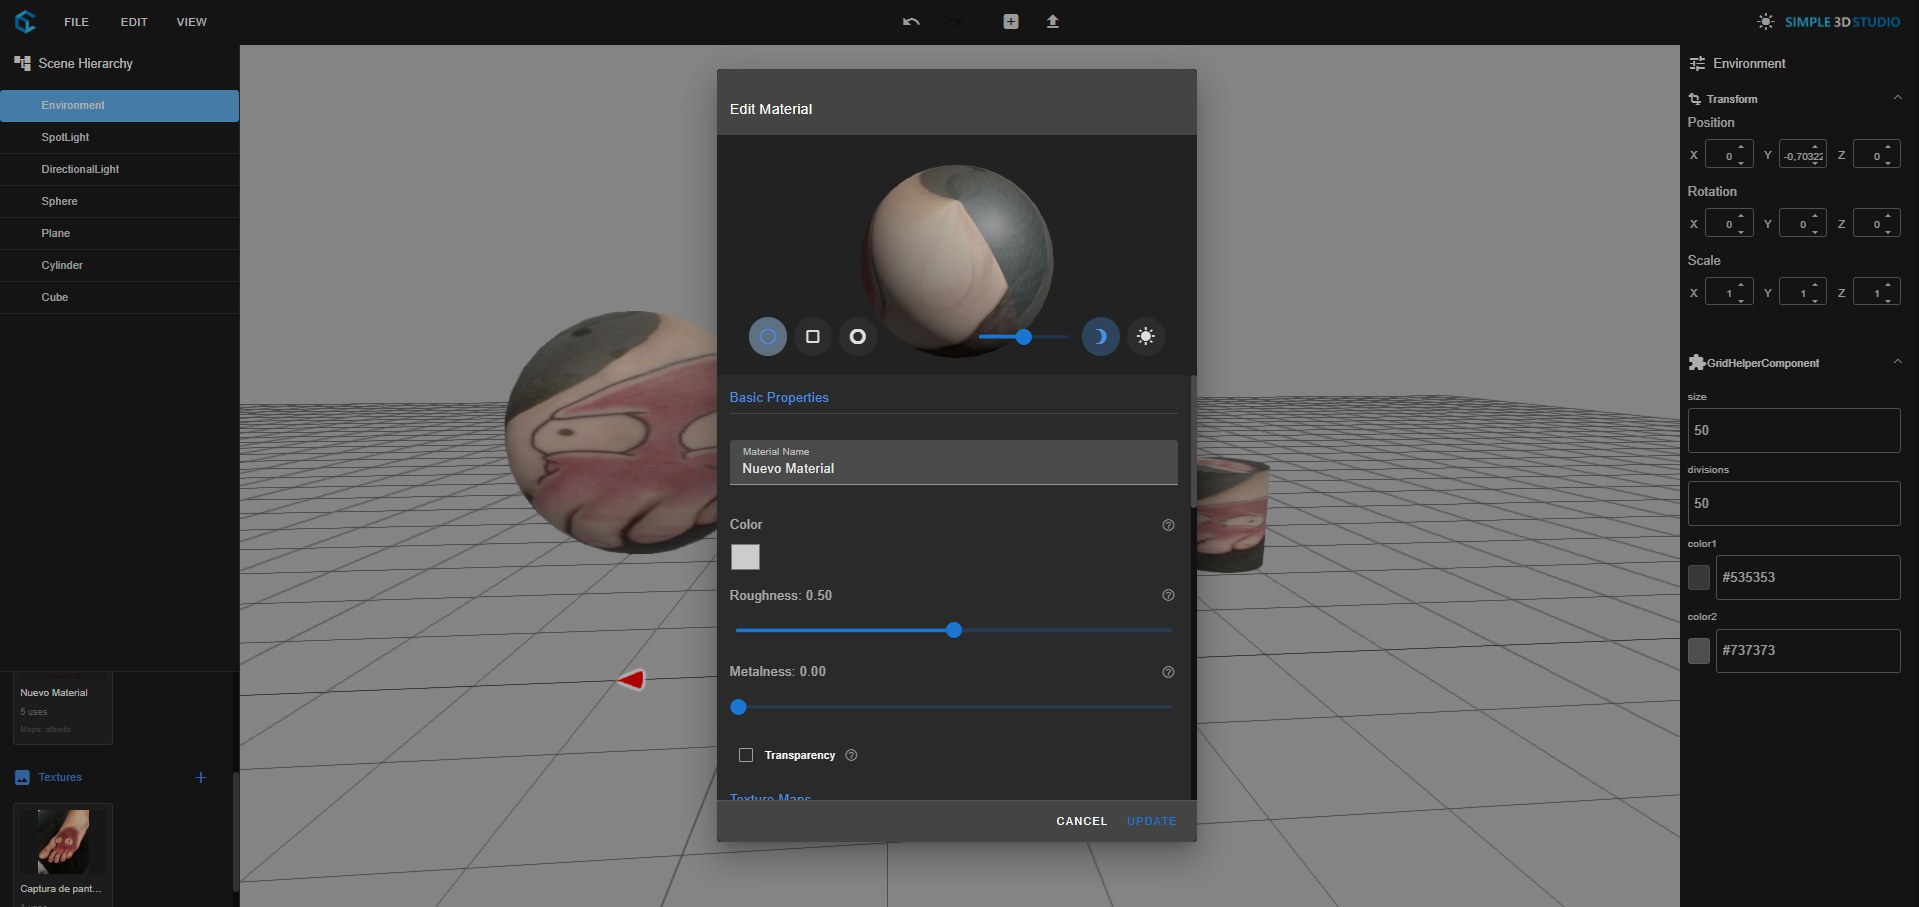 FILE EDIT VIEW
SIMPLE 3D STUDIO
Scene Hierarchy
Environment
SpotLight
DirectionalLight
Sphere
Plane
Cylinder
Cube
Nuevo Material
5 uses
Maps: albedo
Textures
Captura de pant...
Edit Material
Basic Properties
Material Name
Nuevo Material
Color
Roughness: 0.50
Metalness: 0.00
Transparency
Texture Maps
CANCEL UPDATE
Environment
Transform
Position
X 0 Y -0,70322 Z 0
Rotation
X 0 Y 0 Z 0
Scale
X 1 Y 1 Z 1
GridHelperComponent
size
50
divisions
50
color1
#535353
color2
#737373